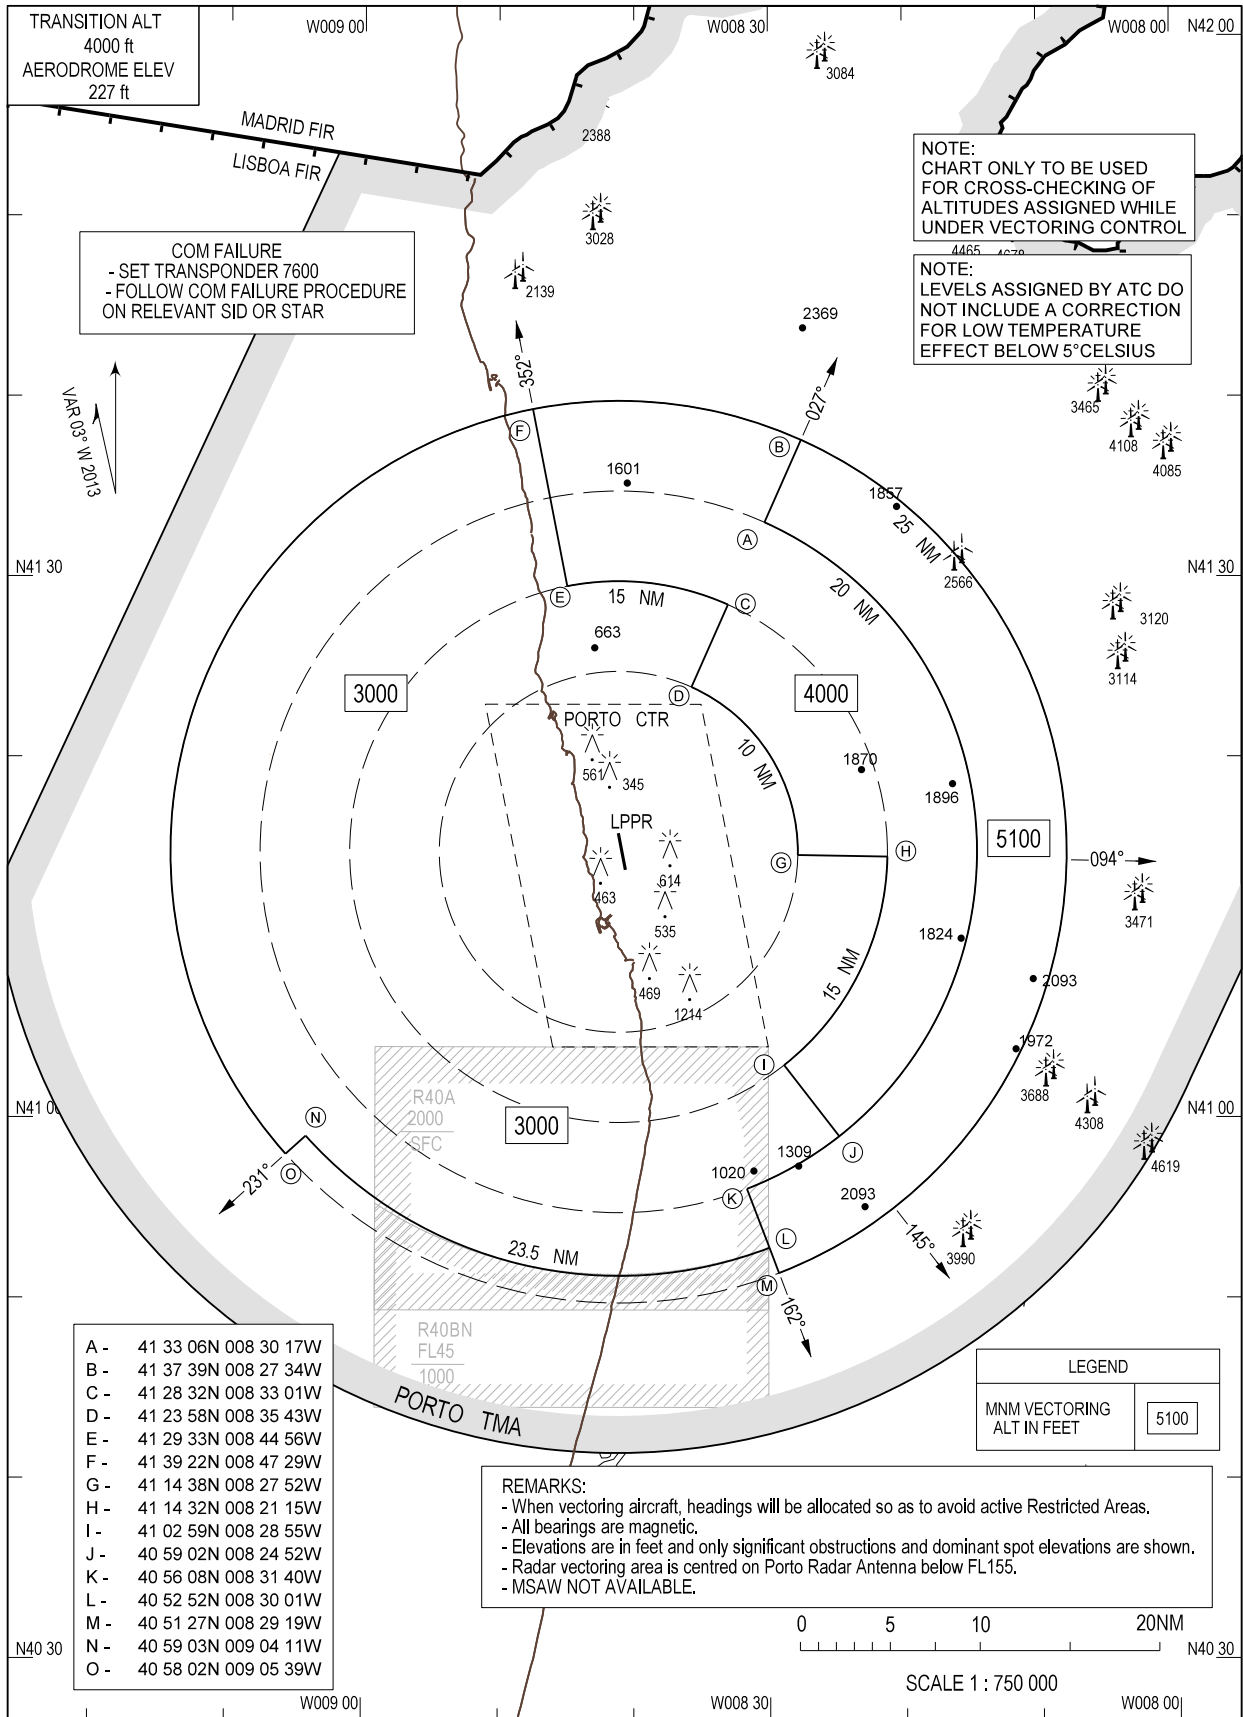 TRANSITION ALT
4000 ft
AERODROME ELEV
227 ft
W009 00
W008 30
W008 00
N42 00
3084
2388
MADRID FIR
LISBOA FIR
NOTE:
CHART ONLY TO BE USED
FOR CROSS-CHECKING OF
ALTITUDES ASSIGNED WHILE
UNDER VECTORING CONTROL
4465 4678
NOTE:
LEVELS ASSIGNED BY ATC DO
NOT INCLUDE A CORRECTION
FOR LOW TEMPERATURE
EFFECT BELOW 5°CELSIUS
COM FAILURE
- SET TRANSPONDER 7600
- FOLLOW COM FAILURE PROCEDURE
ON RELEVANT SID OR STAR
3028
2139
2369
VAR 03° W 2013
352°
027°
3465
4108
4085
F
B
1601
1857
25 NM
A
2566
N41 30
N41 30
E
15 NM
C
20 NM
3120
663
3114
3000
D
4000
PORTO CTR
10 NM
561
345
1870
1896
LPPR
5100
G
H
094°
463
614
3471
535
1824
469
15 NM
2093
1214
1972
I
3688
R40A
2000
SFC
4308
N41 00
N41 00
N
3000
4619
O
1309
J
1020
K
231°
2093
23.5 NM
L
145°
3990
M
162°
R40BN
FL45
1000
PORTO TMA
A - 41 33 06N 008 30 17W
B - 41 37 39N 008 27 34W
C - 41 28 32N 008 33 01W
D - 41 23 58N 008 35 43W
E - 41 29 33N 008 44 56W
F - 41 39 22N 008 47 29W
G - 41 14 38N 008 27 52W
H - 41 14 32N 008 21 15W
I - 41 02 59N 008 28 55W
J - 40 59 02N 008 24 52W
K - 40 56 08N 008 31 40W
L - 40 52 52N 008 30 01W
M - 40 51 27N 008 29 19W
N - 40 59 03N 009 04 11W
O - 40 58 02N 009 05 39W
LEGEND
MNM VECTORING
ALT IN FEET
5100
REMARKS:
- When vectoring aircraft, headings will be allocated so as to avoid active Restricted Areas.
- All bearings are magnetic.
- Elevations are in feet and only significant obstructions and dominant spot elevations are shown.
- Radar vectoring area is centred on Porto Radar Antenna below FL155.
- MSAW NOT AVAILABLE.
0 5 10 20NM
SCALE 1 : 750 000
N40 30
N40 30
W009 00
W008 30
W008 00